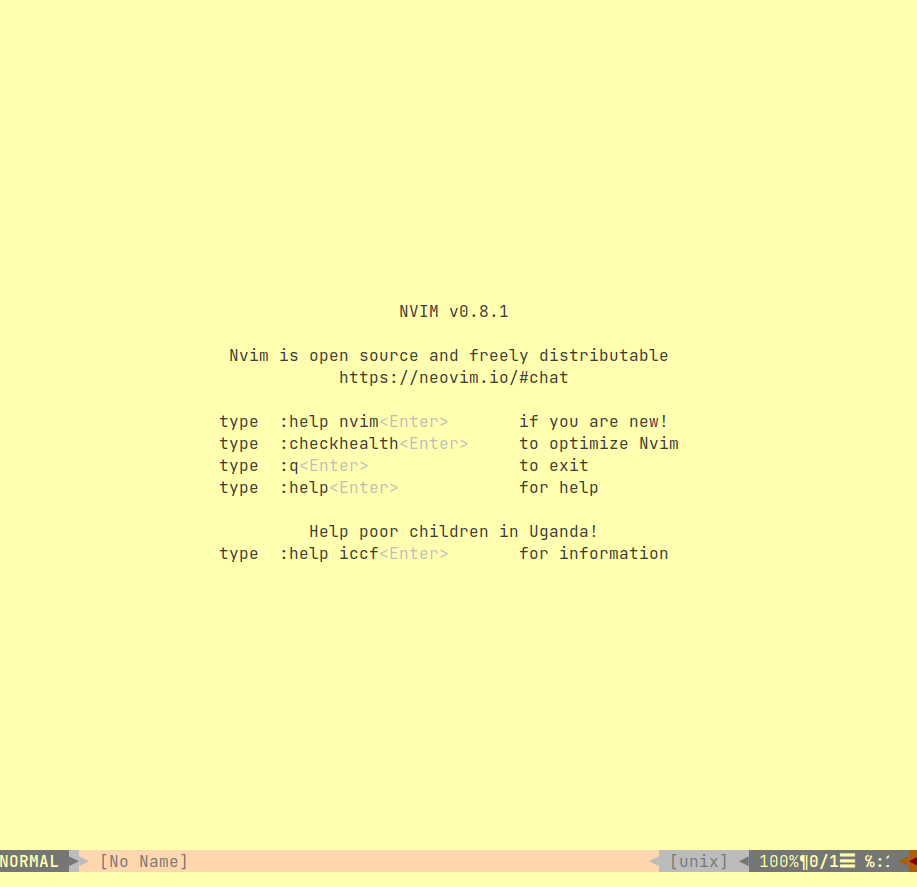 NVIM v0.8.1
Nvim is open source and freely distributable
https://neovim.io/#chat
type  :help nvim<Enter>       if you are new!
type  :checkhealth<Enter>     to optimize Nvim
type  :q<Enter>               to exit
type  :help<Enter>            for help
Help poor children in Uganda!
type  :help iccf<Enter>       for information
NORMAL [No Name] [unix] 100%¶0/1☰ %: